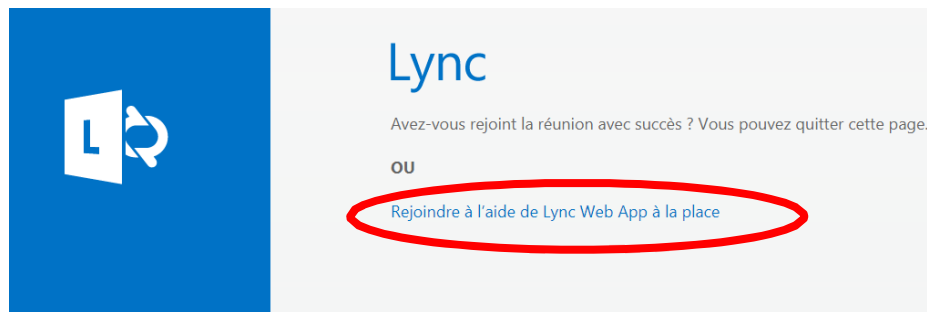 Lync
L
Avez-vous rejoint la réunion avec succès ? Vous pouvez quitter cette page.
OU
Rejoindre à l'aide de Lync Web App à la place